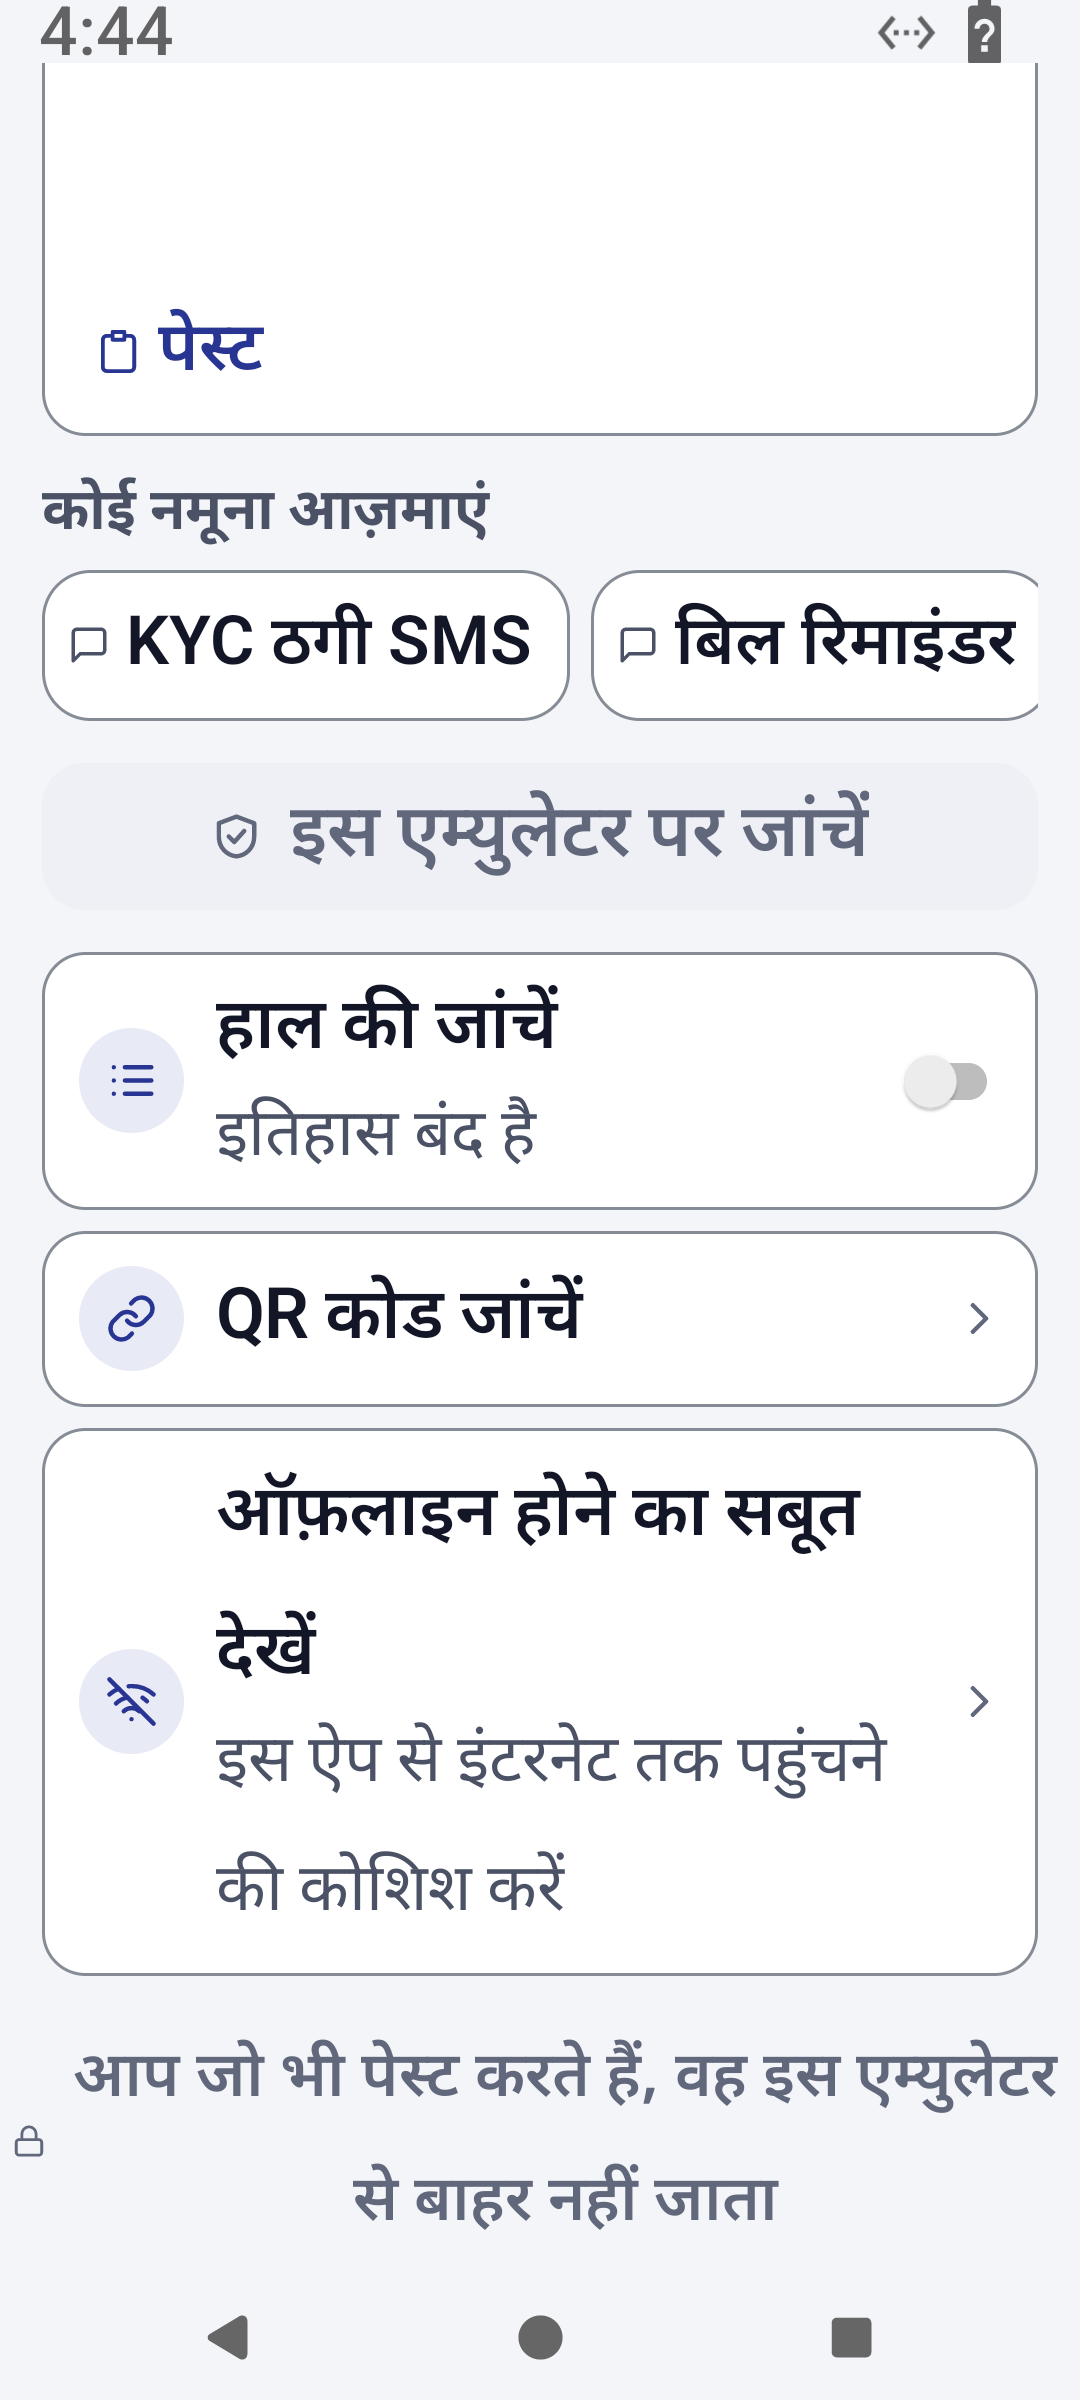 4:44
पेस्ट
कोई नमूना आज़माएं
KYC ठगी SMS
बिल रिमाइंडर
इस एम्युलेटर पर जांचें
हाल की जांचें
इतिहास बंद है
QR कोड जांचें
ऑफ़लाइन होने का सबूत
देखें
इस ऐप से इंटरनेट तक पहुंचने
की कोशिश करें
आप जो भी पेस्ट करते हैं, वह इस एम्युलेटर
से बाहर नहीं जाता